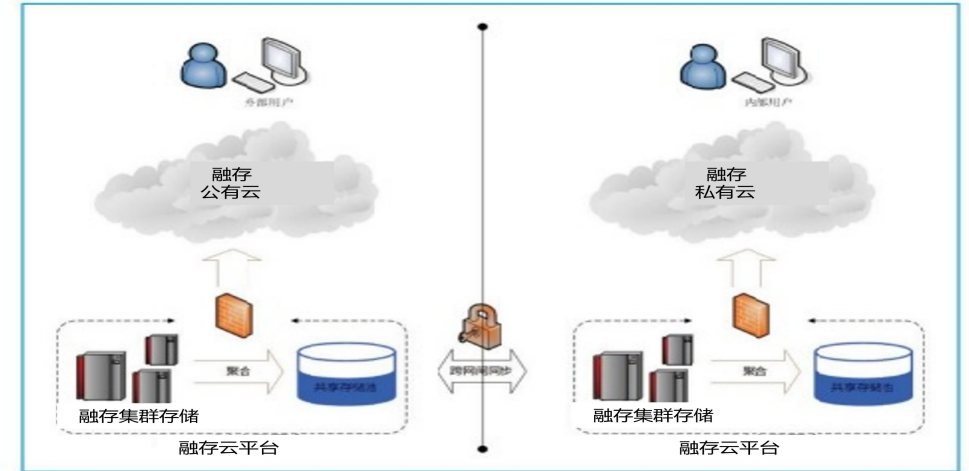 外部用户
内部用户
融存
公有云
融存
私有云
聚合
共享存储池
跨网间同步
聚合
共享存储池
融存集群存储
融存集群存储
融存云平台
融存云平台